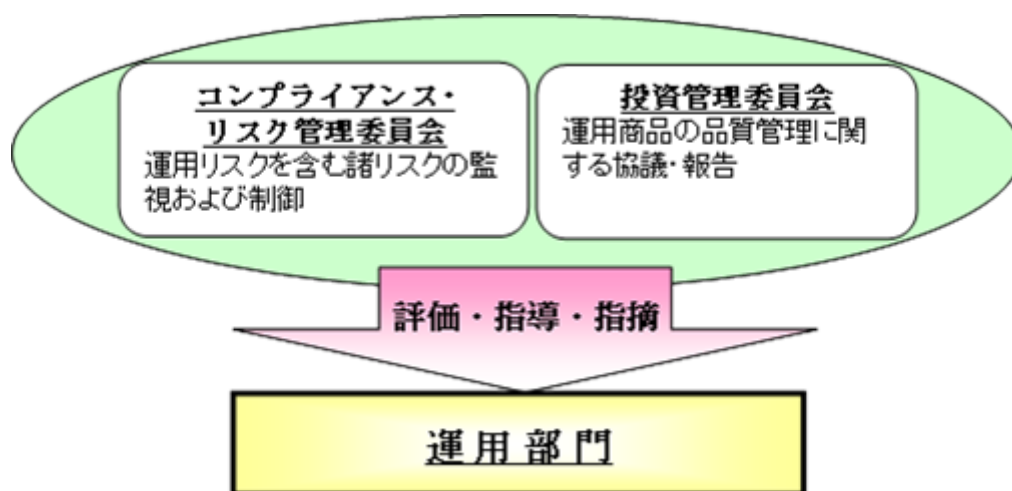 コンプライアンス・
リスク管理委員会
運用リスクを含む諸リスクの監
視および制御
投資管理委員会
運用商品の品質管理に関
する協議・報告
評価・指導・指摘
運用部門